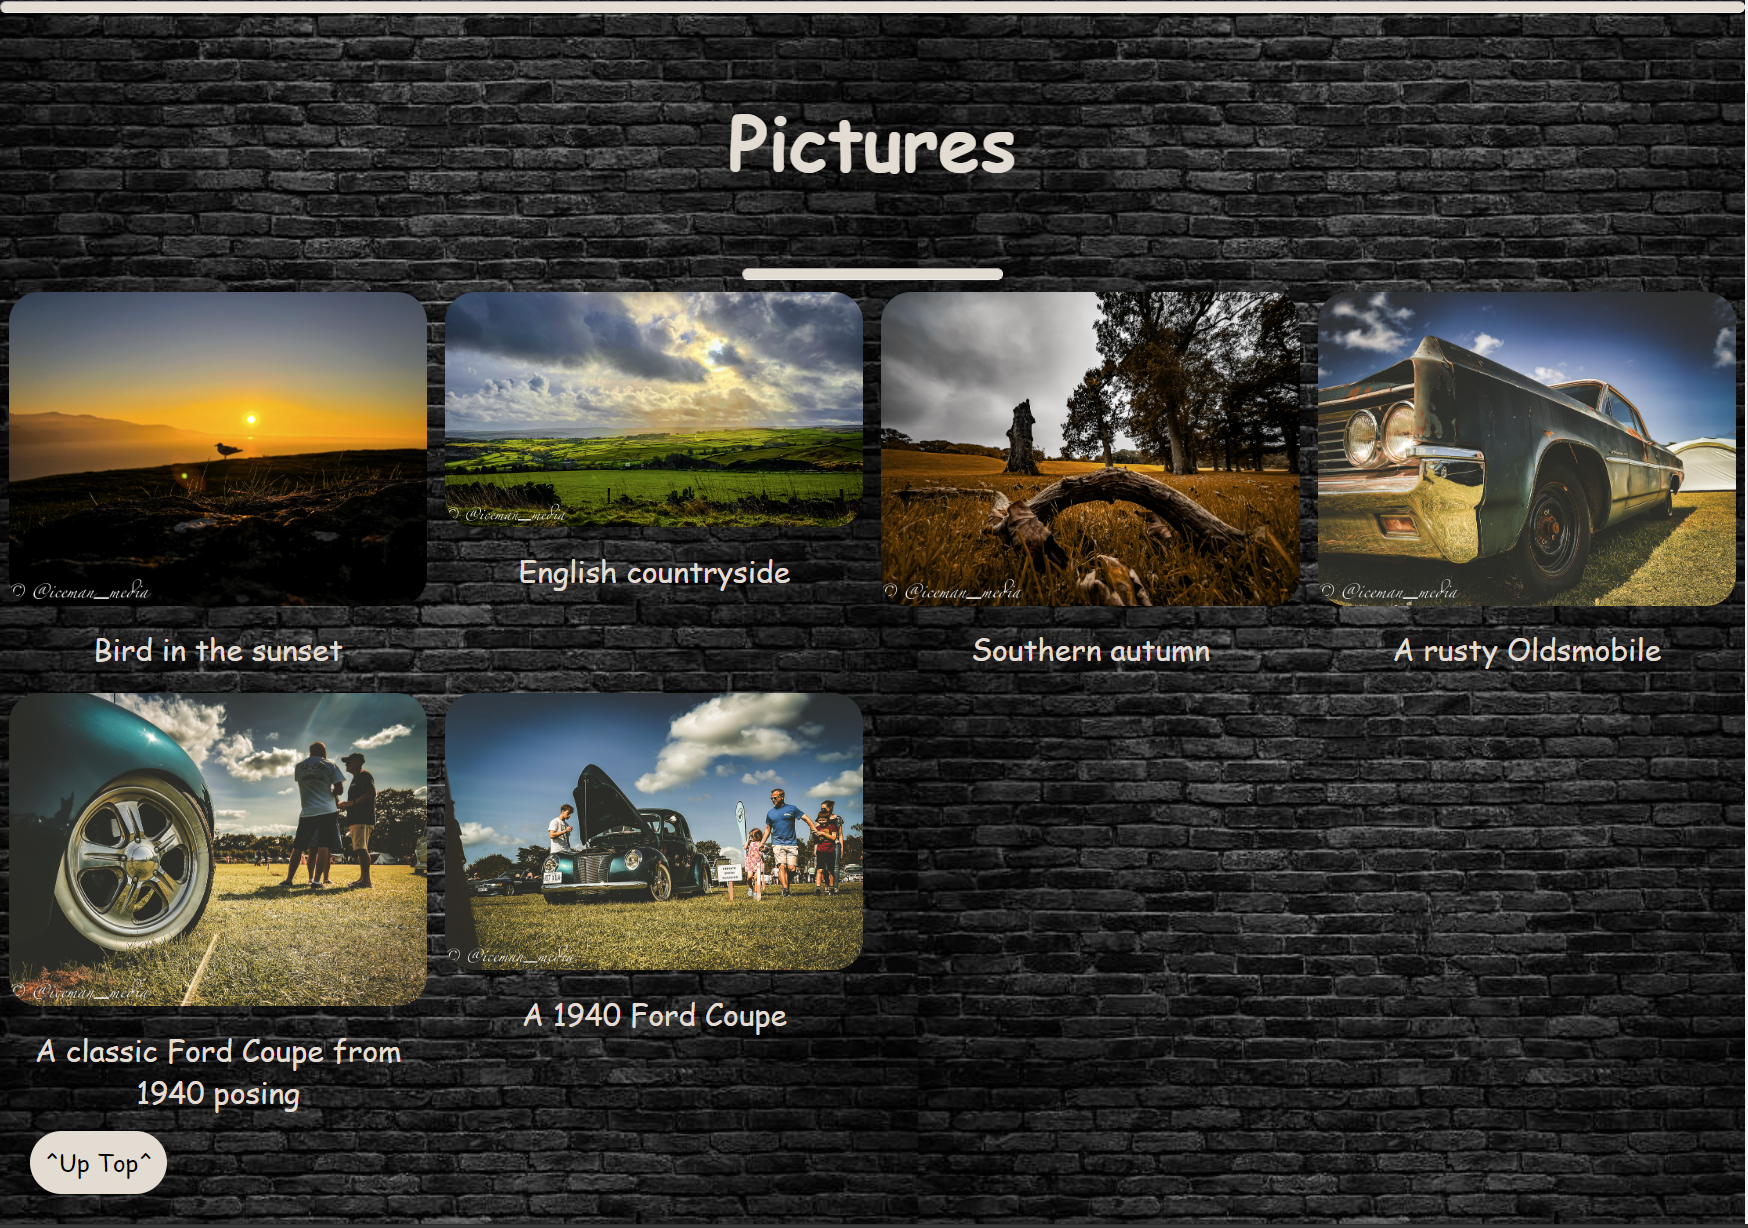 Pictures
© @iceman_media
© @iceman_media
© @iceman_media
© @iceman_media
English countryside
Bird in the sunset
Southern autumn
A rusty Oldsmobile
© @iceman_media
© @iceman_media
A classic Ford Coupe from
1940 posing
A 1940 Ford Coupe
^Up Top^